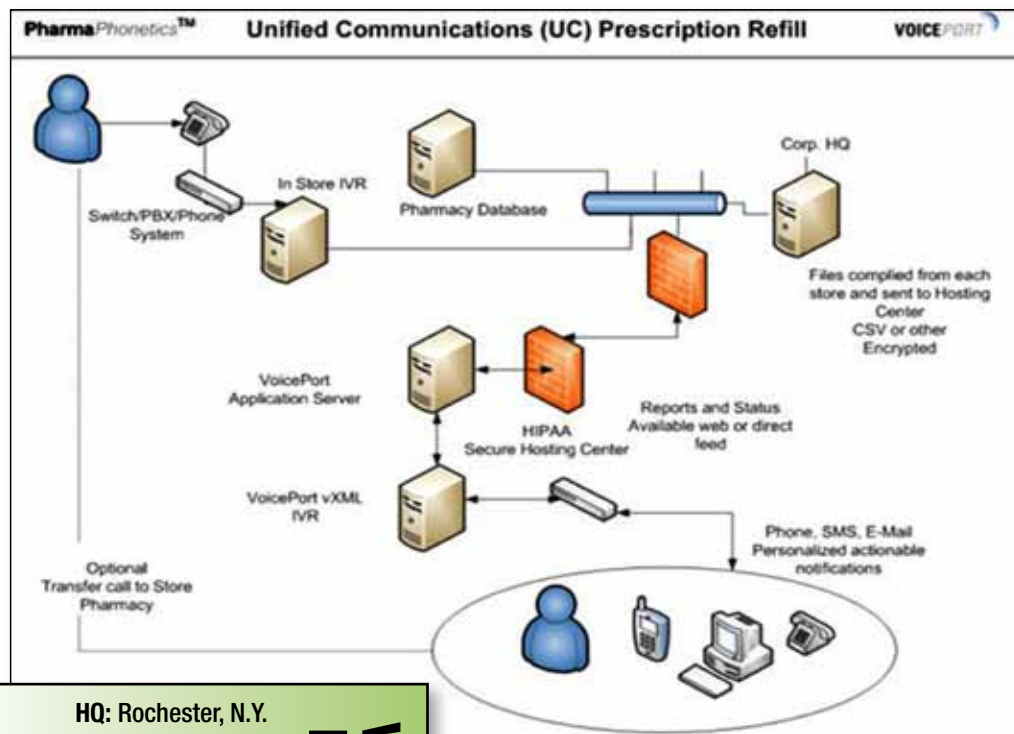 PharmaPhonetics™
Unified Communications (UC) Prescription Refill
VOICEPORT
Corp. HQ
In Store IVR
Pharmacy Database
Switch/PBX/Phone
System
Files complied from each
store and sent to Hosting
Center
CSV or other
Encrypted
VoicePort
Application Server
HIPAA
Secure Hosting Center
Reports and Status
Available web or direct
feed
VoicePort vXML
IVR
Phone, SMS, E-Mail
Personalized actionable
notifications
Optional
Transfer call to Store
Pharmacy
HQ: Rochester, N.Y.